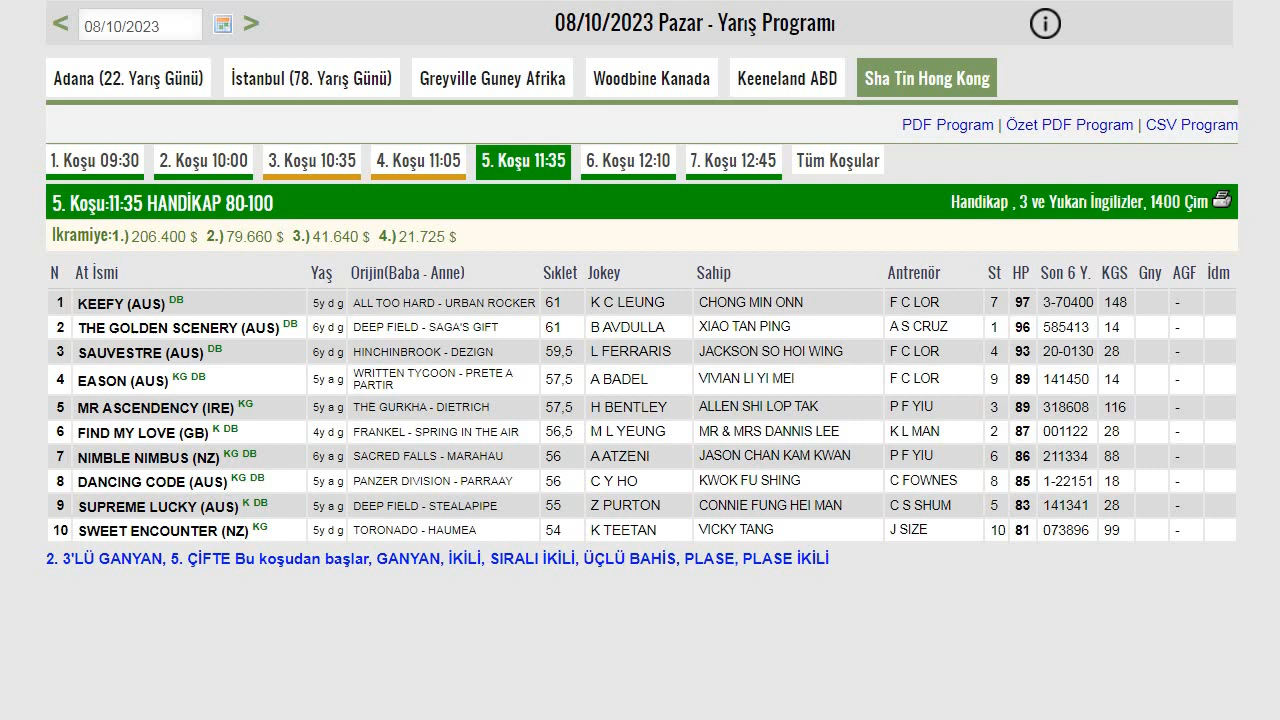 < 08/10/2023 > 08/10/2023 Pazar - Yarış Programı i
Adana (22. Yarış Günü) İstanbul (78. Yarış Günü) Greyville Guney Afrika Woodbine Kanada Keeneland ABD Sha Tin Hong Kong
PDF Program | Özet PDF Program | CSV Program
1. Koşu 09:30 2. Koşu 10:00 3. Koşu 10:35 4. Koşu 11:05 5. Koşu 11:35 6. Koşu 12:10 7. Koşu 12:45 Tüm Koşular
5. Koşu:11:35 HANDİKAP 80-100 Handikap , 3 ve Yukarı İngilizler, 1400 Çim
Ikramiye:1.) 206.400 $ 2.) 79.660 $ 3.) 41.640 $ 4.) 21.725 $
N At İsmi Yaş Orijin(Baba - Anne) Sıklet Jokey Sahip Antrenör St HP Son 6 Y. KGS Gny AGF İdm
1 KEEFY (AUS) DB 5y d g ALL TOO HARD - URBAN ROCKER 61 K C LEUNG CHONG MIN ONN F C LOR 7 97 3-70400 148 -
2 THE GOLDEN SCENERY (AUS) DB 6y d g DEEP FIELD - SAGA'S GIFT 61 B AVDULLA XIAO TAN PING A S CRUZ 1 96 585413 14 -
3 SAUVESTRE (AUS) DB 6y d g HINCHINBROOK - DEZIGN 59,5 L FERRARIS JACKSON SO HOI WING F C LOR 4 93 20-0130 28 -
4 EASON (AUS) KG DB 5y a g WRITTEN TYCOON - PRETE A PARTIR 57,5 A BADEL VIVIAN LI YI MEI F C LOR 9 89 141450 14 -
5 MR ASCENDENCY (IRE) KG 5y a g THE GURKHA - DIETRICH 57,5 H BENTLEY ALLEN SHI LOP TAK P F YIU 3 89 318608 116 -
6 FIND MY LOVE (GB) K DB 4y d g FRANKEL - SPRING IN THE AIR 56,5 M L YEUNG MR & MRS DANNIS LEE K L MAN 2 87 001122 28 -
7 NIMBLE NIMBUS (NZ) KG DB 6y a g SACRED FALLS - MARAHAU 56 A ATZENI JASON CHAN KAM KWAN P F YIU 6 86 211334 88 -
8 DANCING CODE (AUS) KG DB 5y a g PANZER DIVISION - PARRAAY 56 C Y HO KWOK FU SHING C FOWNES 8 85 1-22151 18 -
9 SUPREME LUCKY (AUS) K DB 5y a g DEEP FIELD - STEALAPIPE 55 Z PURTON CONNIE FUNG HEI MAN C S SHUM 5 83 141341 28 -
10 SWEET ENCOUNTER (NZ) KG 5y d g TORONADO - HAUMEA 54 K TEETAN VICKY TANG J SIZE 10 81 073896 99 -
2. 3'LÜ GANYAN, 5. ÇİFTE Bu koşudan başlar, GANYAN, İKİLİ, SIRALI İKİLİ, ÜÇLÜ BAHİS, PLASE, PLASE İKİLİ